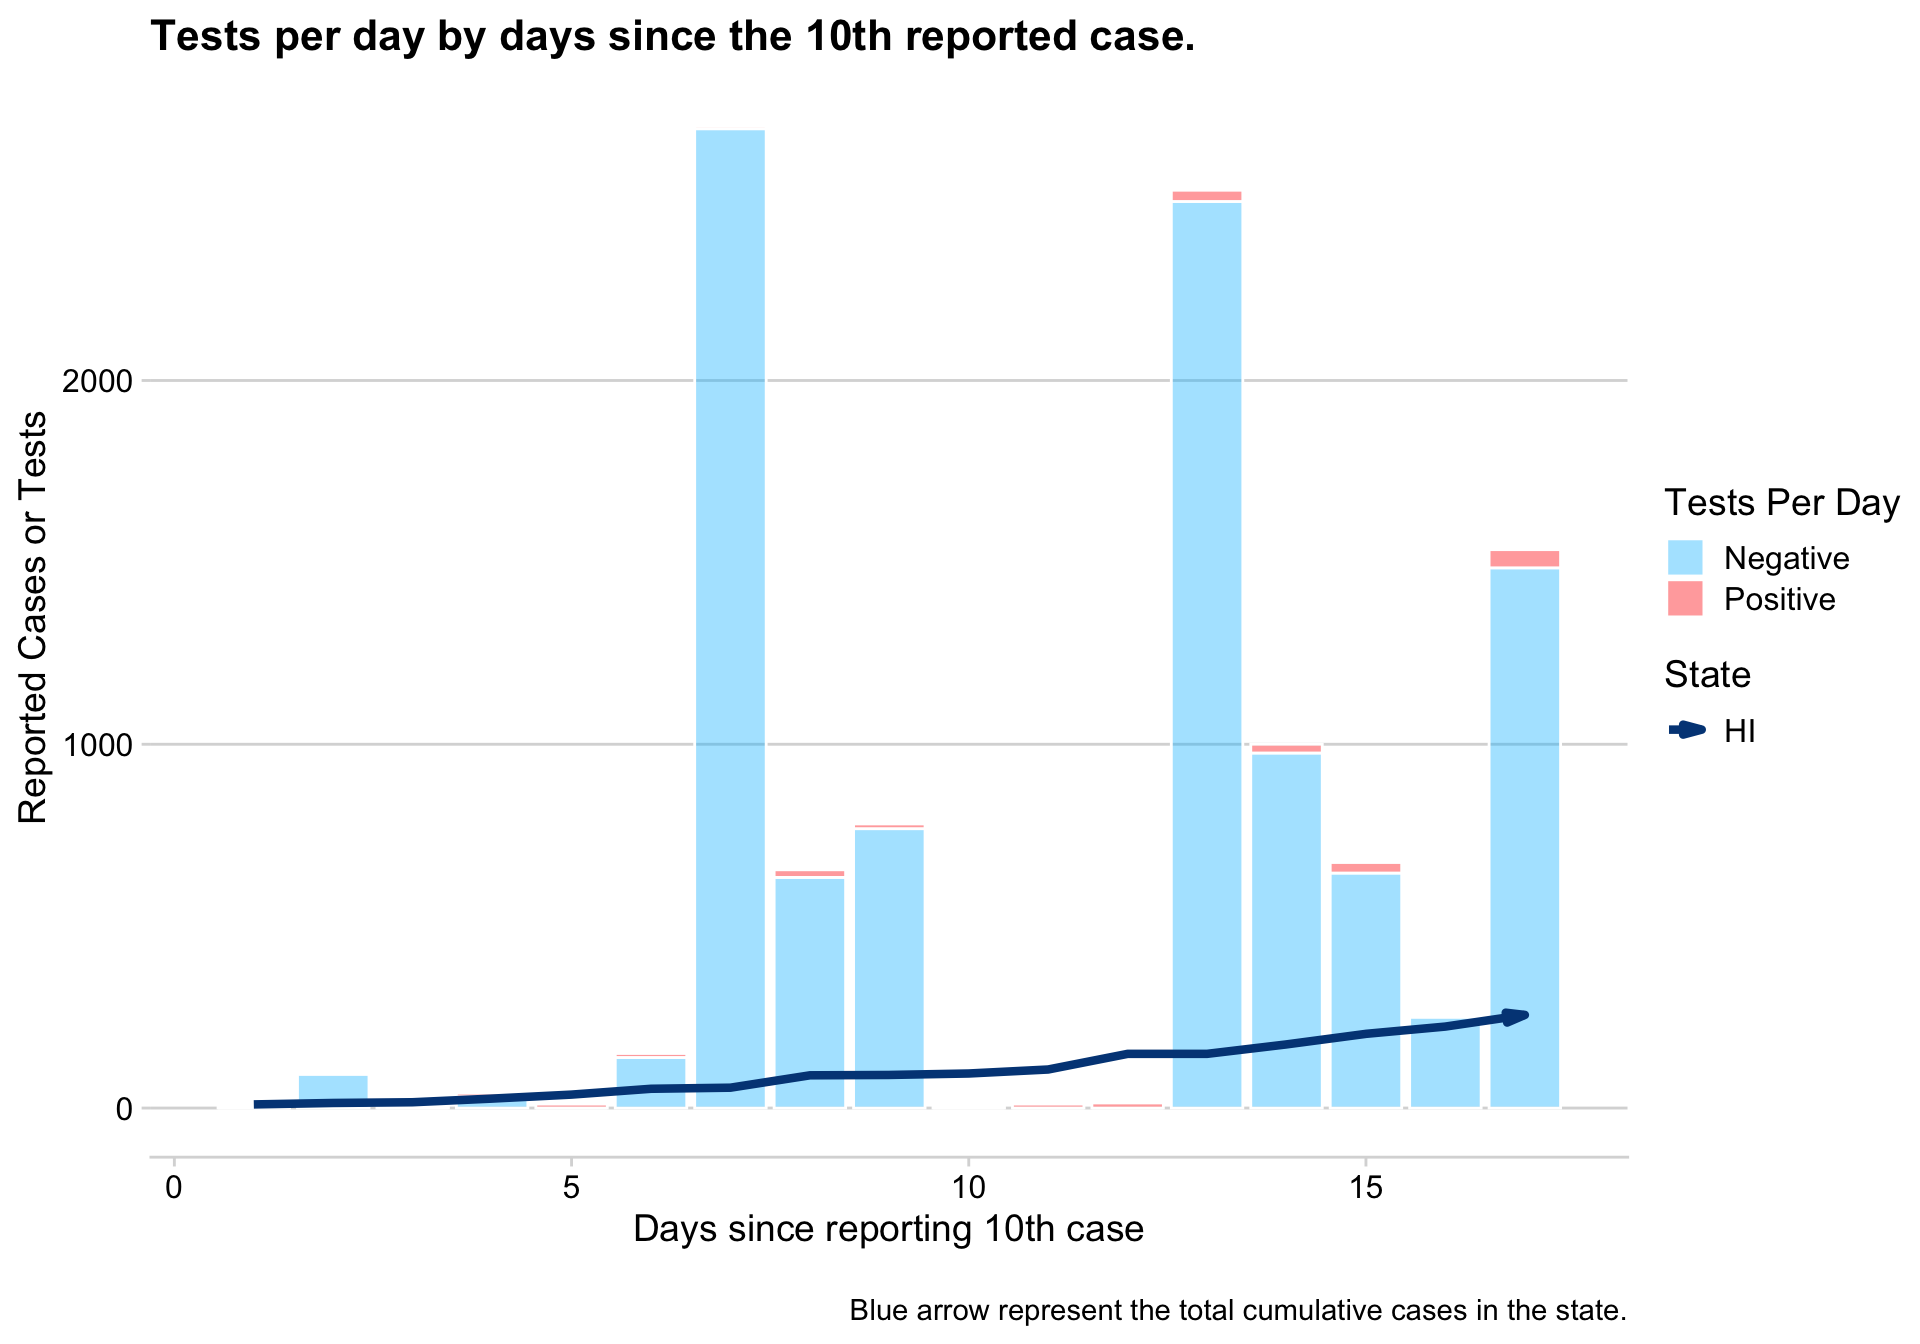 Tests per day by days since the 10th reported case.
Reported Cases or Tests
2000
1000
0
0 5 10 15
Days since reporting 10th case
Tests Per Day
Negative
Positive
State
HI
Blue arrow represent the total cumulative cases in the state.